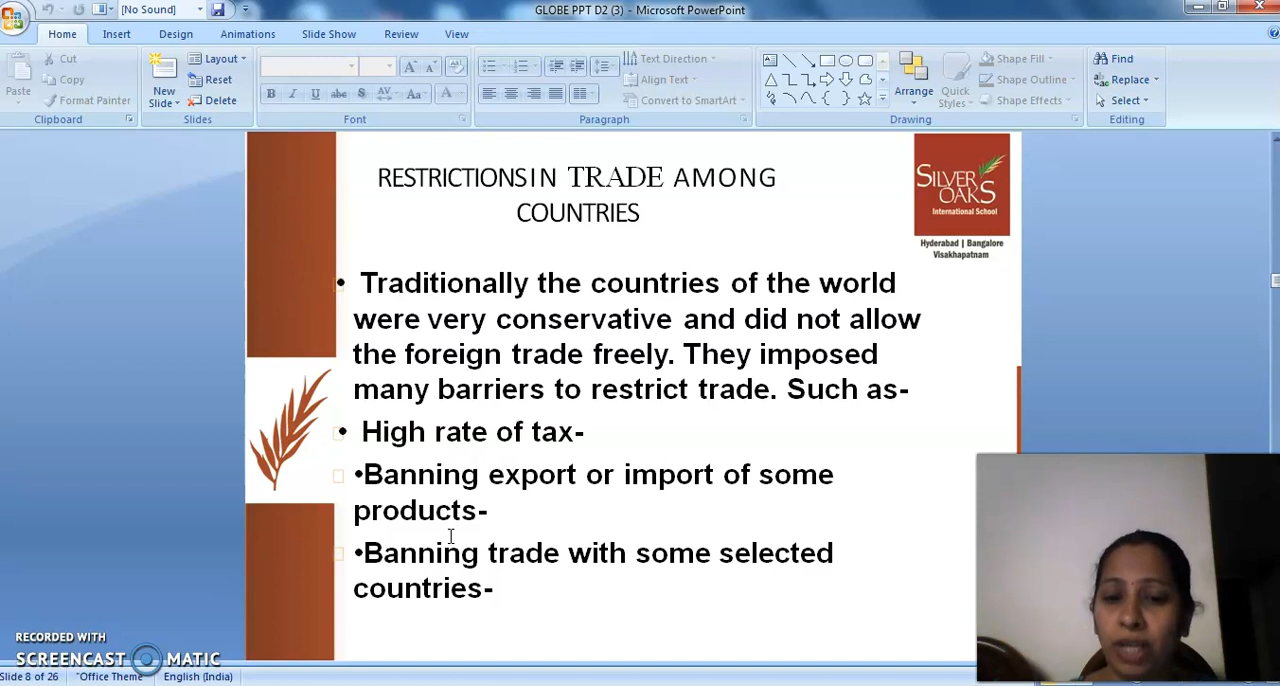 GLOBE PPT D2 (3) - Microsoft PowerPoint
[No Sound]
Home Insert Design Animations Slide Show Review View
Paste
Cut
Copy
Format Painter
Clipboard
New Slide
Layout
Reset
Delete
Slides
B I U abc S AV Aa A
Font
Text Direction
Align Text
Convert to SmartArt
Paragraph
Arrange
Quick Styles
Shape Fill
Shape Outline
Shape Effects
Drawing
Find
Replace
Select
Editing
RESTRICTIONS IN TRADE AMONG
COUNTRIES
SILVER
OAKS
International School
Hyderabad | Bangalore
Visakhapatnam
• Traditionally the countries of the world
were very conservative and did not allow
the foreign trade freely. They imposed
many barriers to restrict trade. Such as-
• High rate of tax-
•Banning export or import of some
products-
•Banning trade with some selected
countries-
RECORDED WITH
SCREENCAST MATIC
Slide 8 of 26 "Office Theme" English (India)